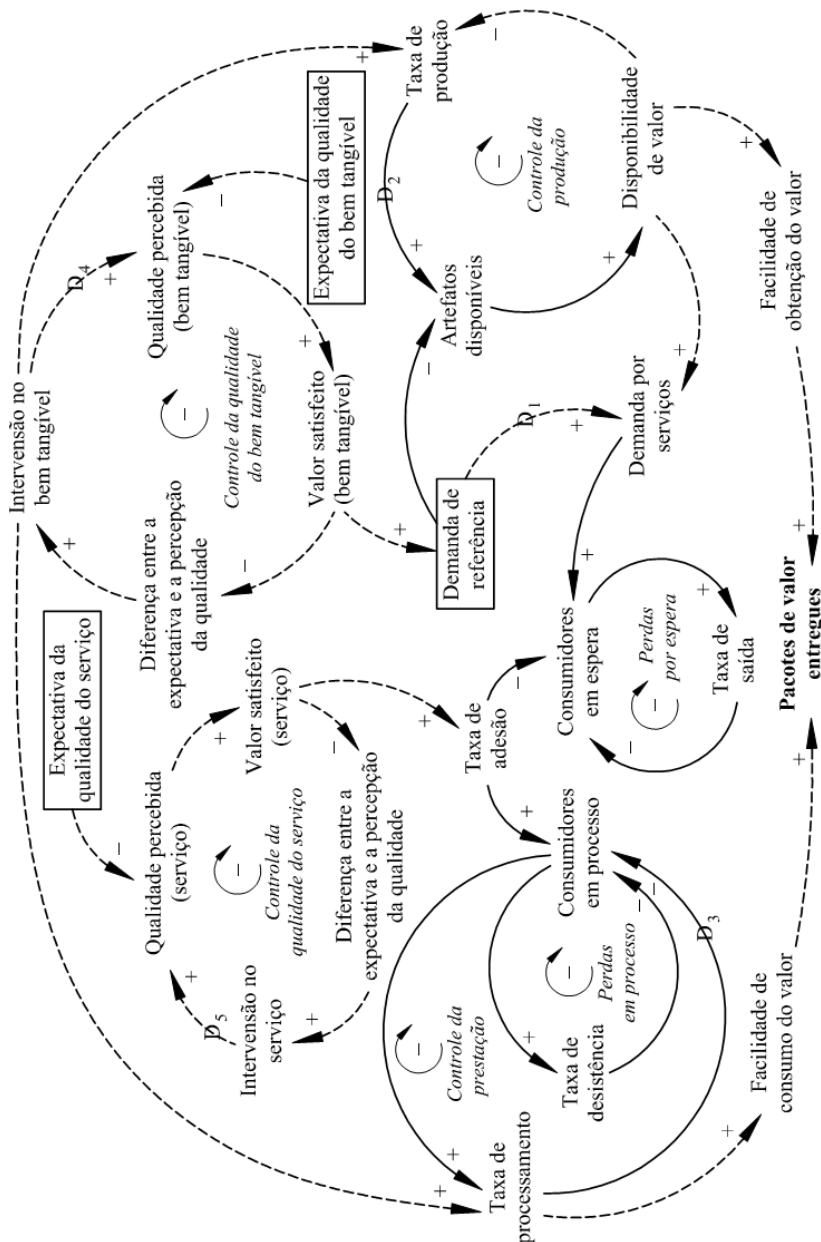 Intervensão no
bem tangível
+
+
+
D4
+
Diferença entre a
expectativa e a percepção
da qualidade
Qualidade percebida
(bem tangível)
−
−
Controle da qualidade
do bem tangível
−
+
Valor satisfeito
(bem tangível)
Expectativa da qualidade
do bem tangível
+
Taxa de
produção
−
D2
+
Artefatos
disponíveis
−
−
Controle da
produção
+
Disponibilidade
de valor
+
+
Facilidade de
obtenção do valor
+
+
Demanda de
referência
D1
+
Demanda por
serviços
Expectativa da
qualidade do serviço
−
Qualidade percebida
(serviço)
+
Valor satisfeito
(serviço)
+
D5
−
Controle da
qualidade do serviço
−
Intervensão no
serviço
+
Diferença entre a
expectativa e a percepção
da qualidade
+
Taxa de
adesão
+
−
+
Consumidores
em espera
−
−
Perdas
por espera
+
Taxa de
saída
Consumidores
em processo
−
−
−
Controle da
prestação
−
Perdas
em processo
+
Taxa de
desistência
+
+
Taxa de
processamento
D3
+
Facilidade de
consumo do valor
+
Pacotes de valor
entregues